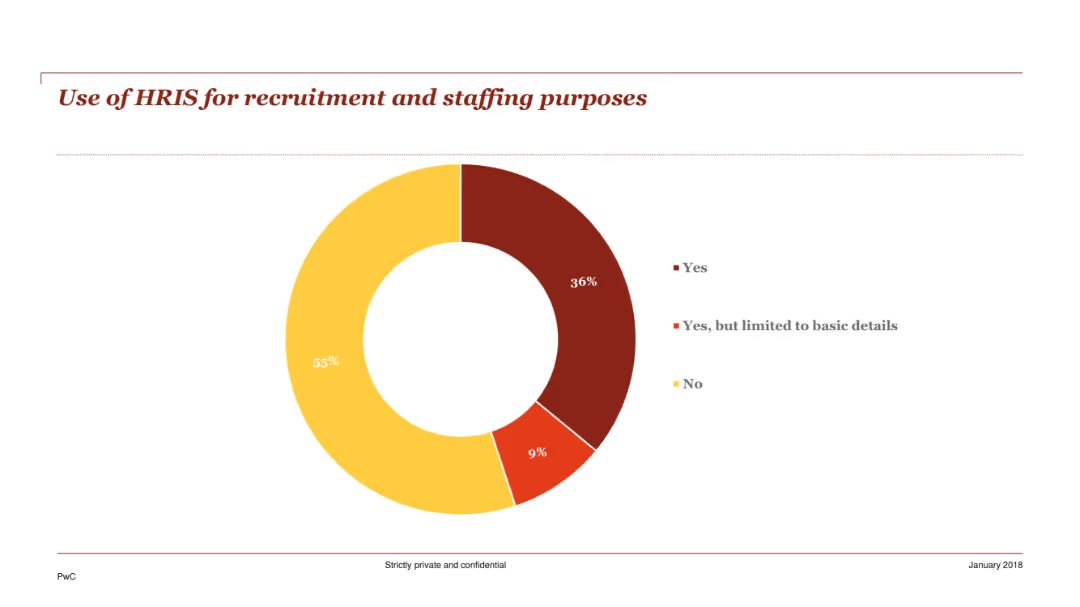 Use of HRIS for recruitment and staffing purposes
36%
55%
9%
Yes
Yes, but limited to basic details
No
Strictly private and confidential
January 2018
PwC